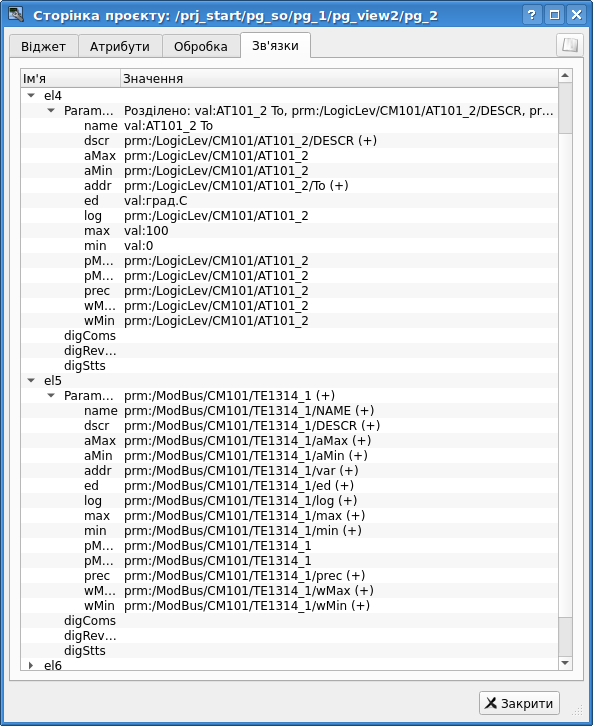 Сторінка проєкту: /prj_start/pg_so/pg_1/pg_view2/pg_2
Віджет Атрибути Обробка Зв'язки
Ім'я Значення
el4
Param... Розділено: val:AT101_2 To, prm:/LogicLev/CM101/AT101_2/DESCR, pr...
name val:AT101_2 To
dscr prm:/LogicLev/CM101/AT101_2/DESCR (+)
aMax prm:/LogicLev/CM101/AT101_2
aMin prm:/LogicLev/CM101/AT101_2
addr prm:/LogicLev/CM101/AT101_2/To (+)
ed val:град.С
log prm:/LogicLev/CM101/AT101_2
max val:100
min val:0
pM... prm:/LogicLev/CM101/AT101_2
pM... prm:/LogicLev/CM101/AT101_2
prec prm:/LogicLev/CM101/AT101_2
wM... prm:/LogicLev/CM101/AT101_2
wMin prm:/LogicLev/CM101/AT101_2
digComs
digRev...
digStts
el5
Param... prm:/ModBus/CM101/TE1314_1 (+)
name prm:/ModBus/CM101/TE1314_1/NAME (+)
dscr prm:/ModBus/CM101/TE1314_1/DESCR (+)
aMax prm:/ModBus/CM101/TE1314_1/aMax (+)
aMin prm:/ModBus/CM101/TE1314_1/aMin (+)
addr prm:/ModBus/CM101/TE1314_1/var (+)
ed prm:/ModBus/CM101/TE1314_1/ed (+)
log prm:/ModBus/CM101/TE1314_1/log (+)
max prm:/ModBus/CM101/TE1314_1/max (+)
min prm:/ModBus/CM101/TE1314_1/min (+)
pM... prm:/ModBus/CM101/TE1314_1
pM... prm:/ModBus/CM101/TE1314_1
prec prm:/ModBus/CM101/TE1314_1/prec (+)
wM... prm:/ModBus/CM101/TE1314_1/wMax (+)
wMin prm:/ModBus/CM101/TE1314_1/wMin (+)
digComs
digRev...
digStts
el6
Закрити